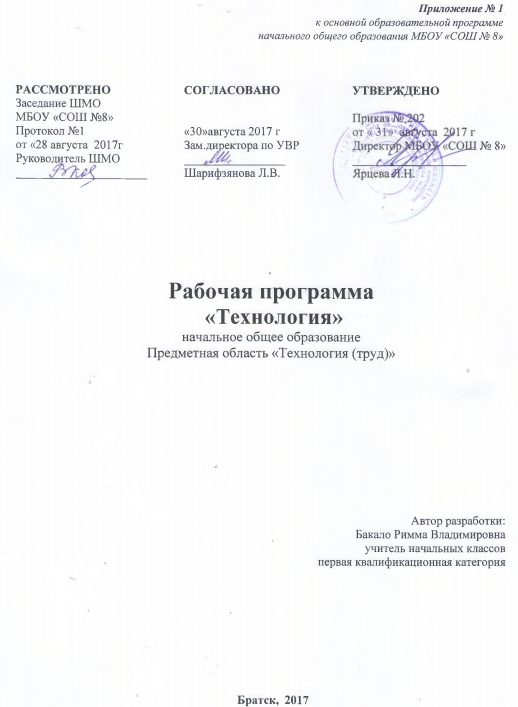 Приложение № 1
к основной образовательной программе
начального общего образования МБОУ «СОШ № 8»
РАССМОТРЕНО
Заседание ШМО
МБОУ «СОШ №8»
Протокол №1
от «28 августа 2017г
Руководитель ШМО
СОГЛАСОВАНО
«30»августа 2017 г
Зам.директора по УВР
Шарифзянова Л.В.
УТВЕРЖДЕНО
Приказ № 202
от « 31» августа 2017 г
Директор МБОУ «СОШ № 8»
Ярцева Л.Н.
Рабочая программа
«Технология»
начальное общее образование
Предметная область «Технология (труд)»
Автор разработки:
Бакало Римма Владимировна
учитель начальных классов
первая квалификационная категория
Братск, 2017